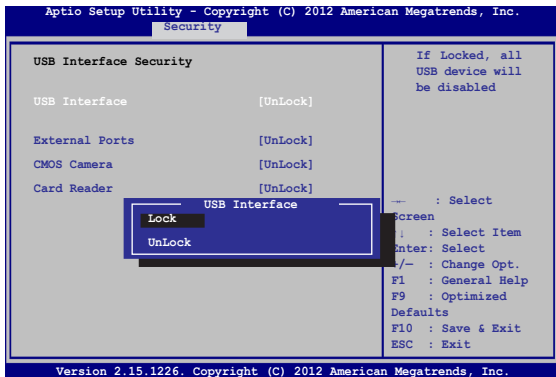 Aptio Setup Utility - Copyright (C) 2012 American Megatrends, Inc.
Security
USB Interface Security
USB Interface [UnLock]
External Ports [UnLock]
CMOS Camera [UnLock]
Card Reader [UnLock]
USB Interface
Lock
UnLock
If Locked, all
USB device will
be disabled
→← : Select
Screen
↑↓ : Select Item
Enter: Select
+/— : Change Opt.
F1 : General Help
F9 : Optimized
Defaults
F10 : Save & Exit
ESC : Exit
Version 2.15.1226. Copyright (C) 2012 American Megatrends, Inc.